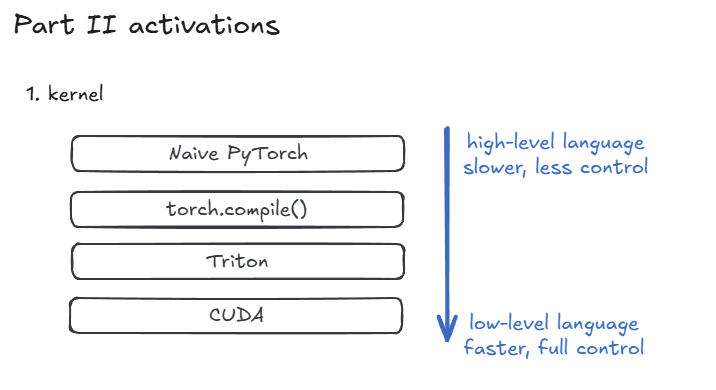 Part II activations
1. kernel
Naive PyTorch
torch.compile()
Triton
CUDA
high-level language
slower, less control
low-level language
faster, full control